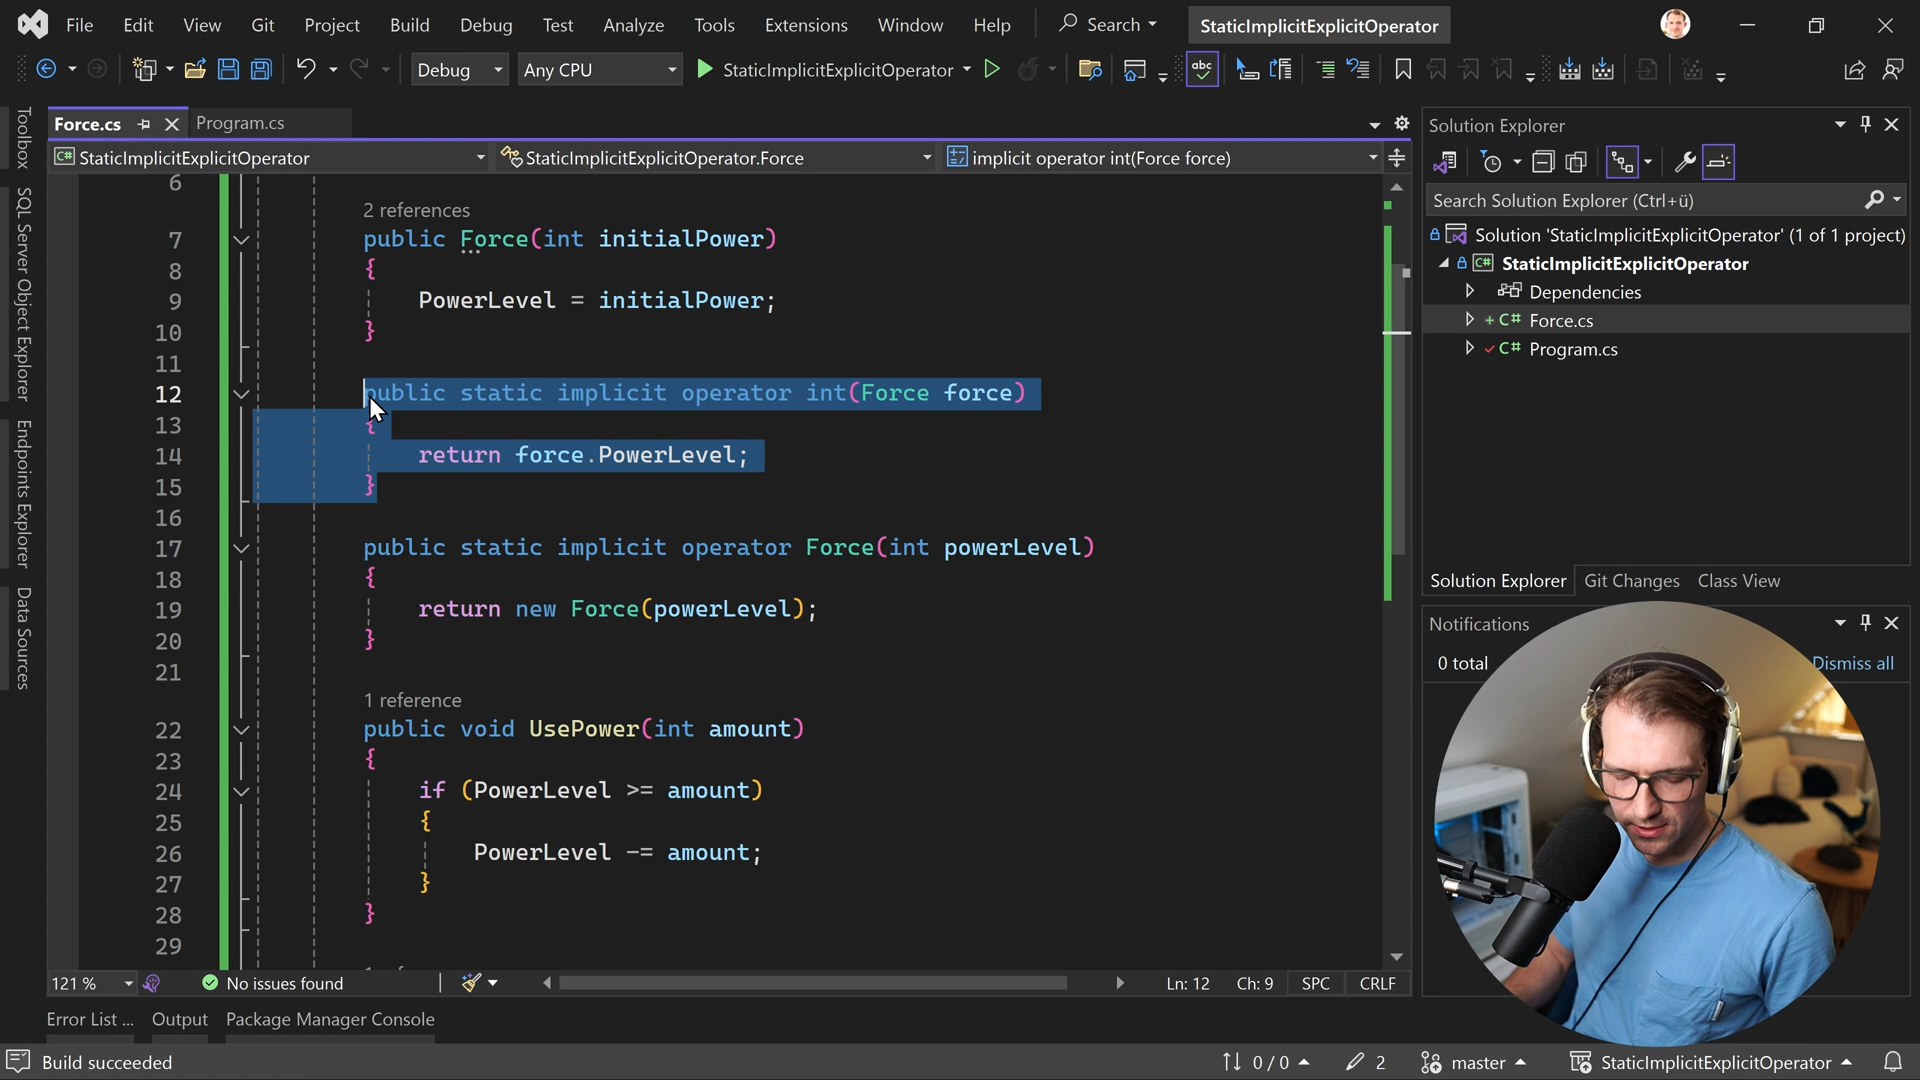 File Edit View Git Project Build Debug Test Analyze Tools Extensions Window Help Search StaticImplicitExplicitOperator
Debug Any CPU StaticImplicitExplicitOperator abc
Toolbox
SQL Server Object Explorer
Endpoints Explorer
Data Sources
Force.cs Program.cs
C# StaticImplicitExplicitOperator StaticImplicitExplicitOperator.Force implicit operator int(Force force)
6
2 references
7 public Force(int initialPower)
8 {
9 PowerLevel = initialPower;
10 }
11
12 public static implicit operator int(Force force)
13 {
14 return force.PowerLevel;
15 }
16
17 public static implicit operator Force(int powerLevel)
18 {
19 return new Force(powerLevel);
20 }
21
1 reference
22 public void UsePower(int amount)
23 {
24 if (PowerLevel >= amount)
25 {
26 PowerLevel -= amount;
27 }
28 }
29
121 % No issues found Ln: 12 Ch: 9 SPC CRLF
Error List ... Output Package Manager Console
Solution Explorer
Search Solution Explorer (Ctrl+ü)
Solution 'StaticImplicitExplicitOperator' (1 of 1 project)
C# StaticImplicitExplicitOperator
Dependencies
+ C# Force.cs
C# Program.cs
Solution Explorer Git Changes Class View
Notifications
0 total Dismiss all
Build succeeded 0 / 0 2 master StaticImplicitExplicitOperator